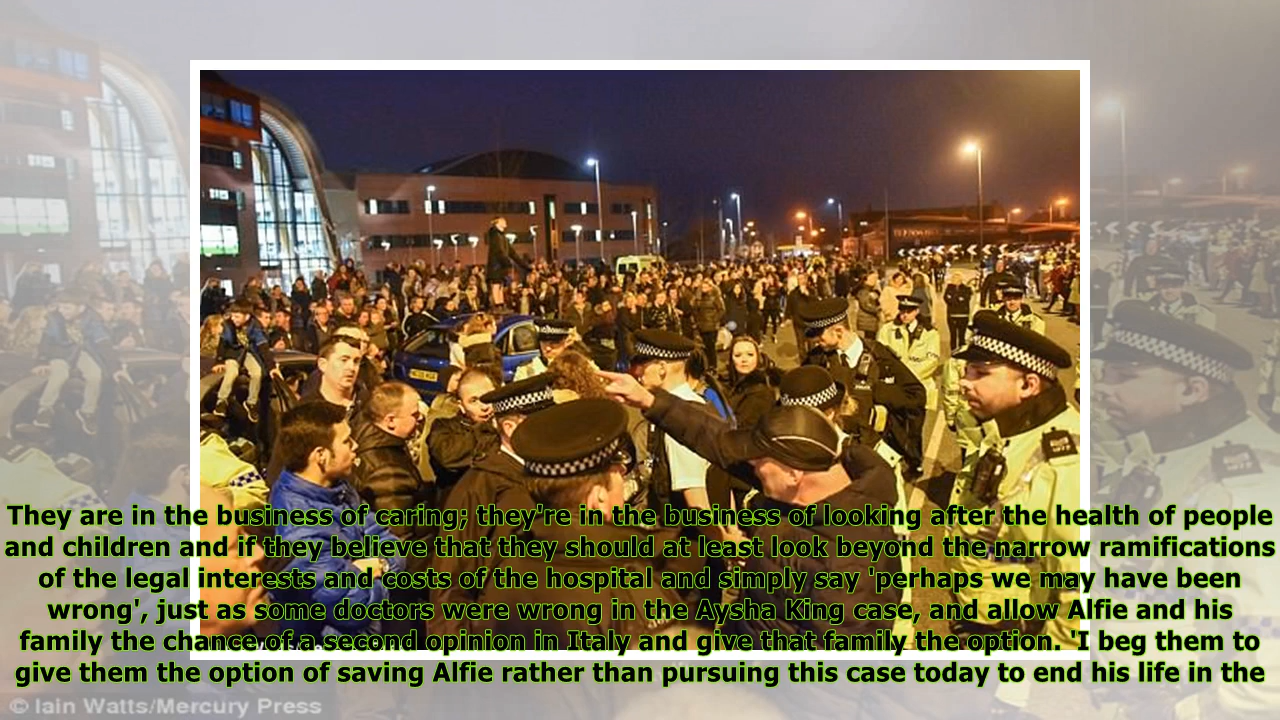 They are in the business of caring; they're in the business of looking after the health of people
and children and if they believe that they should at least look beyond the narrow ramifications
of the legal interests and costs of the hospital and simply say 'perhaps we may have been
wrong', just as some doctors were wrong in the Aysha King case, and allow Alfie and his
family the chance of a second opinion in Italy and give that family the option. 'I beg them to
give them the option of saving Alfie rather than pursuing this case today to end his life in the
© Iain Watts/Mercury Press